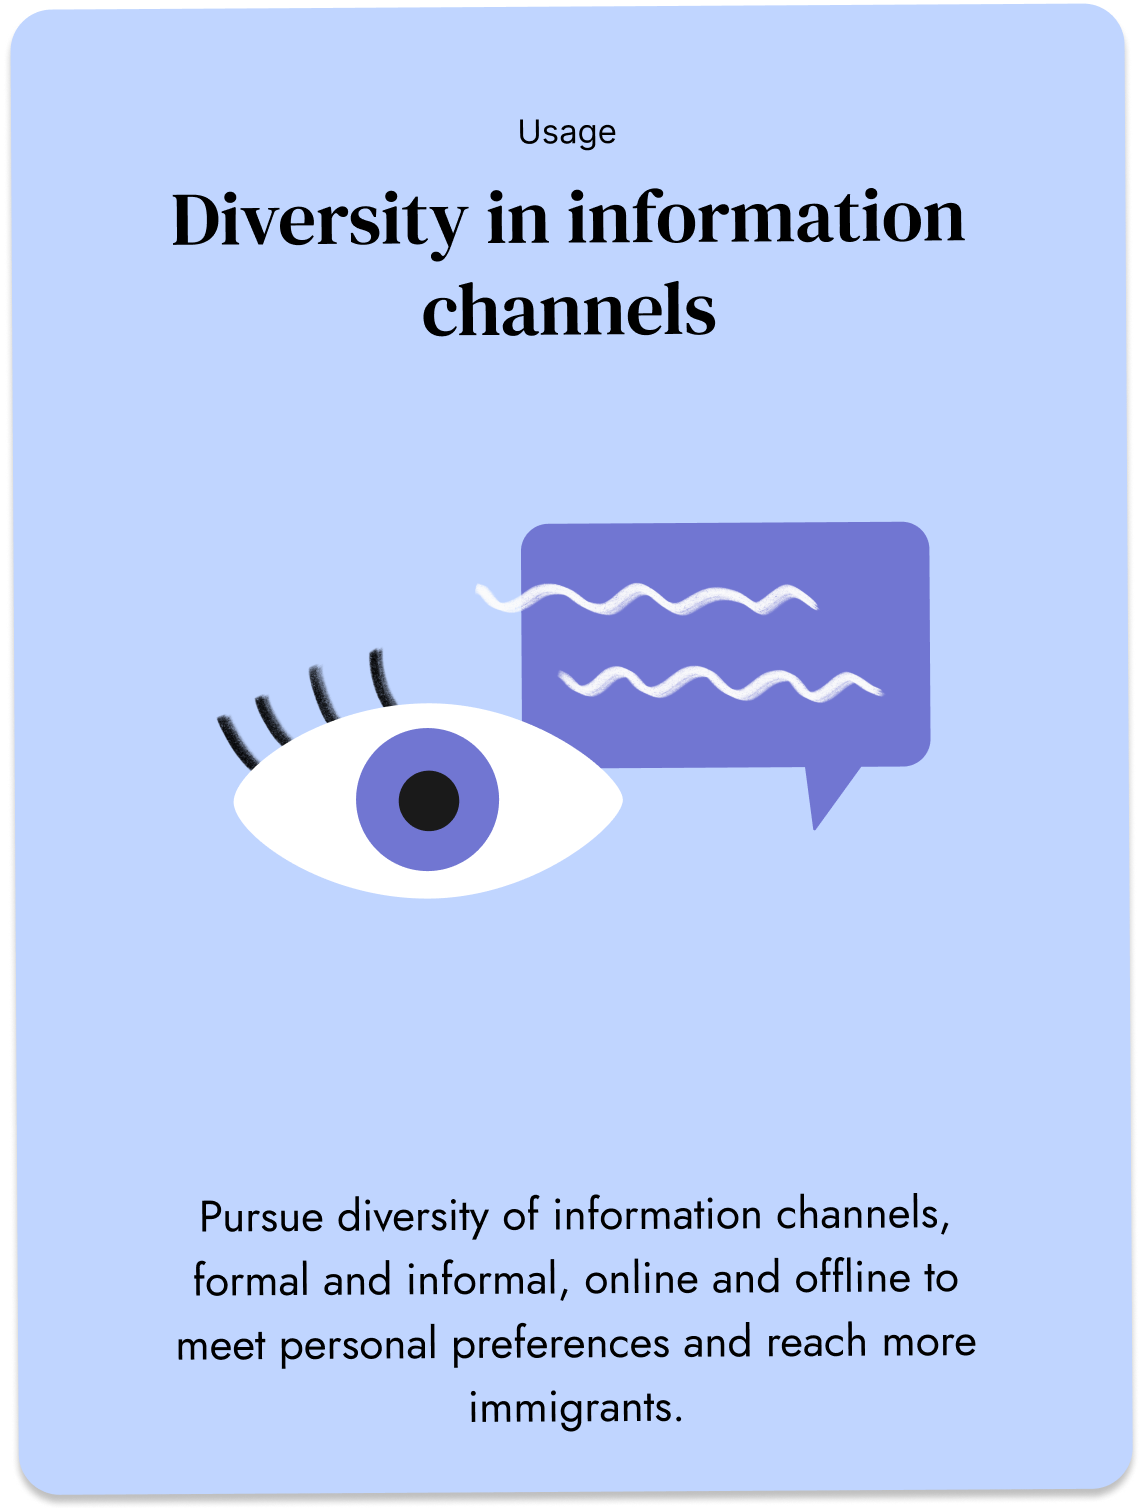 Usage
Diversity in information
channels
Pursue diversity of information channels,
formal and informal, online and offline to
meet personal preferences and reach more
immigrants.